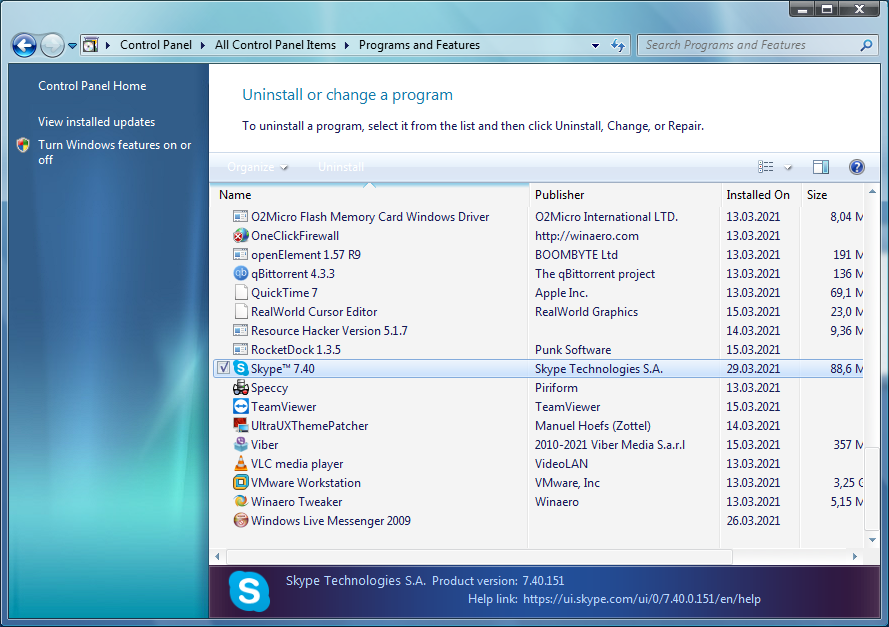 Control Panel
All Control Panel Items
Programs and Features
Search Programs and Features
Control Panel Home
View installed updates
Turn Windows features on or
off
Uninstall or change a program
To uninstall a program, select it from the list and then click Uninstall, Change, or Repair.
Organize Uninstall
Name Publisher Installed On Size
O2Micro Flash Memory Card Windows Driver O2Micro International LTD. 13.03.2021 8,04 M
OneClickFirewall http://winaero.com 13.03.2021
openElement 1.57 R9 BOOMBYTE Ltd 13.03.2021 191 M
qBittorrent 4.3.3 The qBittorrent project 13.03.2021 136 M
QuickTime 7 Apple Inc. 13.03.2021 69,1 M
RealWorld Cursor Editor RealWorld Graphics 15.03.2021 23,0 M
Resource Hacker Version 5.1.7 14.03.2021 9,36 M
RocketDock 1.3.5 Punk Software 15.03.2021
Skype™ 7.40 Skype Technologies S.A. 29.03.2021 88,6 M
Speccy Piriform 13.03.2021
TeamViewer TeamViewer 15.03.2021
UltraUXThemePatcher Manuel Hoefs (Zottel) 14.03.2021
Viber 2010-2021 Viber Media S.a.r.l 15.03.2021 357 M
VLC media player VideoLAN 13.03.2021
VMware Workstation VMware, Inc 13.03.2021 3,25 G
Winaero Tweaker Winaero 13.03.2021 5,15 M
Windows Live Messenger 2009 26.03.2021
Skype Technologies S.A. Product version: 7.40.151
Help link: https://ui.skype.com/ui/0/7.40.0.151/en/help